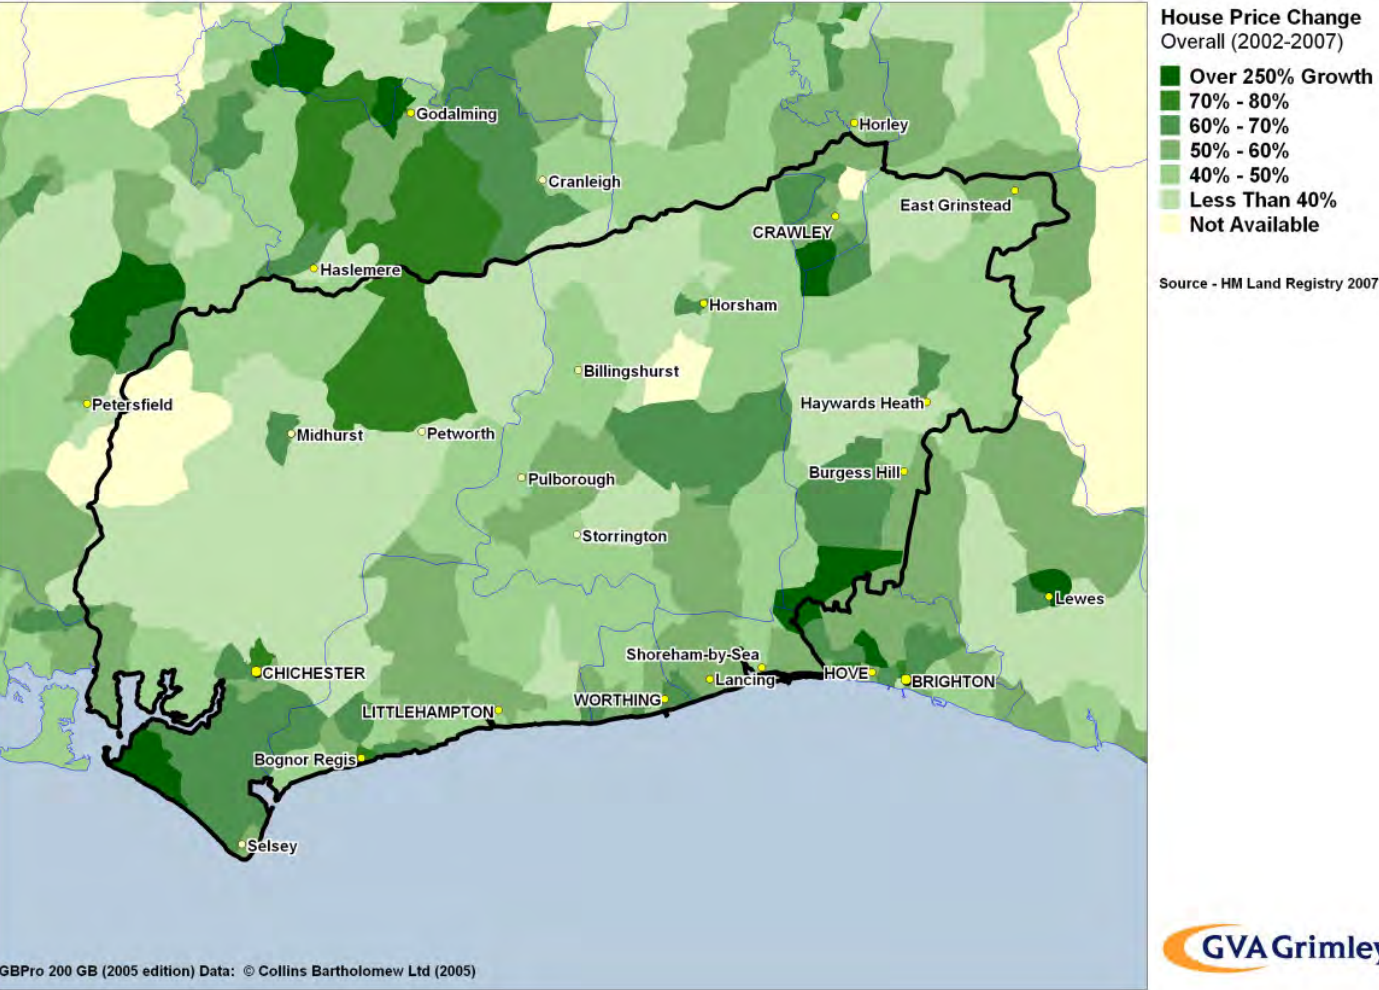 House Price Change
Overall (2002-2007)
Over 250% Growth
70% - 80%
60% - 70%
50% - 60%
40% - 50%
Less Than 40%
Not Available
Source - HM Land Registry 2007
Godalming
Horley
Cranleigh
East Grinstead
CRAWLEY
Haslemere
Horsham
Billingshurst
Petersfield
Haywards Heath
Midhurst
Petworth
Burgess Hill
Pulborough
Storrington
Lewes
Shoreham-by-Sea
CHICHESTER
Lancing
HOVE
BRIGHTON
WORTHING
LITTLEHAMPTON
Bognor Regis
Selsey
GVA Grimley
GBPro 200 GB (2005 edition) Data: © Collins Bartholomew Ltd (2005)